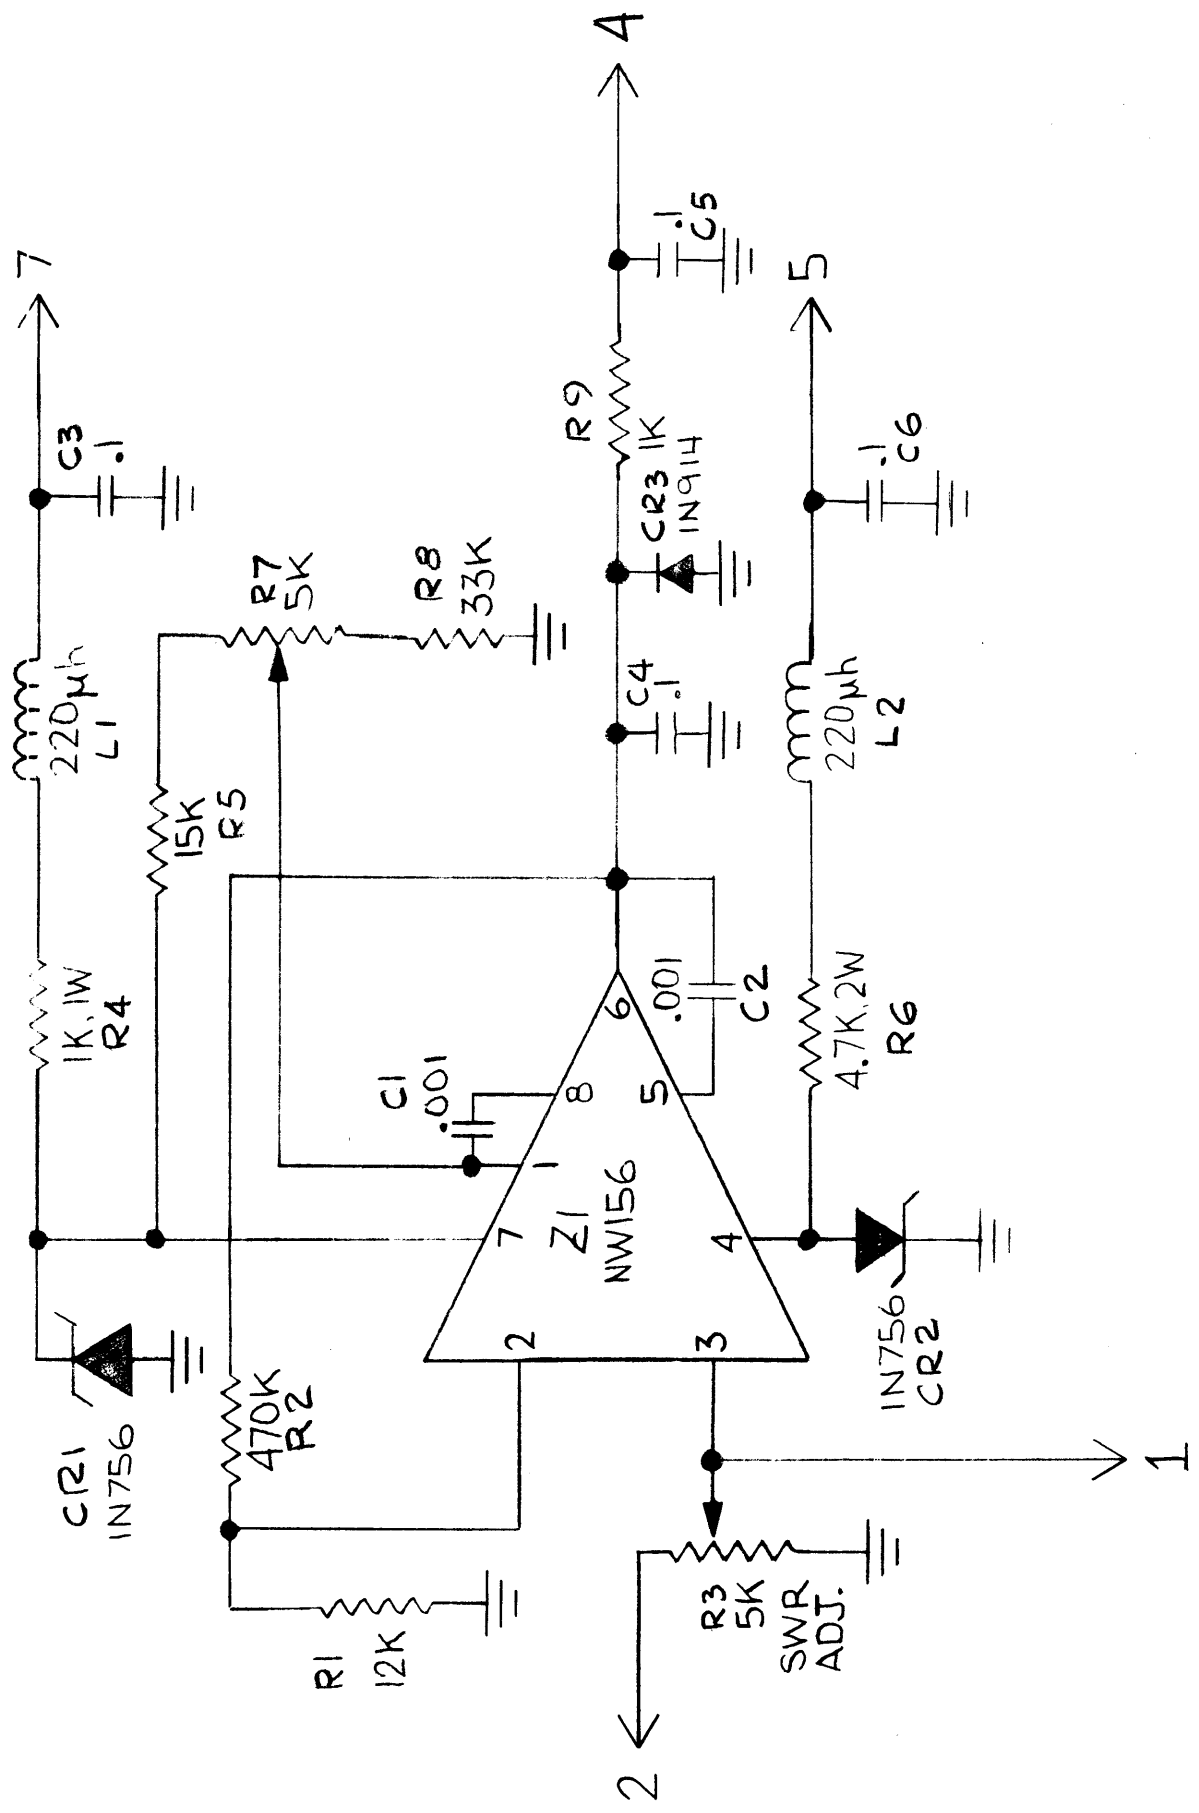 7
C3
.1
220µh
L1
1K,1W
R4
CR1
1N756
R7
5K
R8
33K
15K
R5
470K
R2
R1
12K
C1
.001
8
1
7
Z1
NW156
2
3
4
5
6
.001
C2
4
.1
C5
R9
1K
CR3
1N914
C4
.1
5
.1
C6
220µh
L2
4.7K,2W
R6
1N756
CR2
2
R3
5K
SWR
ADJ.
1